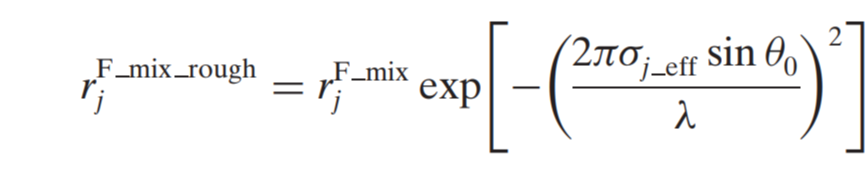 r_j^{F_mix_rough} = r_j^{F_mix} exp[−(2πσ_{j_eff} sin θ_0 / λ)^2]